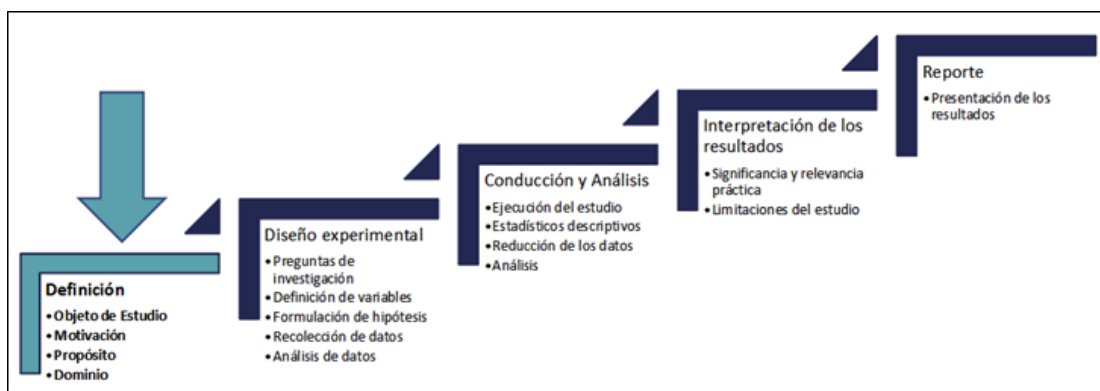 Definición
•Objeto de Estudio
•Motivación
•Propósito
•Dominio
Diseño experimental
•Preguntas de
investigación
•Definición de variables
•Formulación de hipótesis
•Recolección de datos
•Análisis de datos
Conducción y Análisis
•Ejecución del estudio
•Estadísticos descriptivos
•Reducción de los datos
•Análisis
Interpretación de los
resultados
•Significancia y relevancia
práctica
•Limitaciones del estudio
Reporte
•Presentación de los
resultados